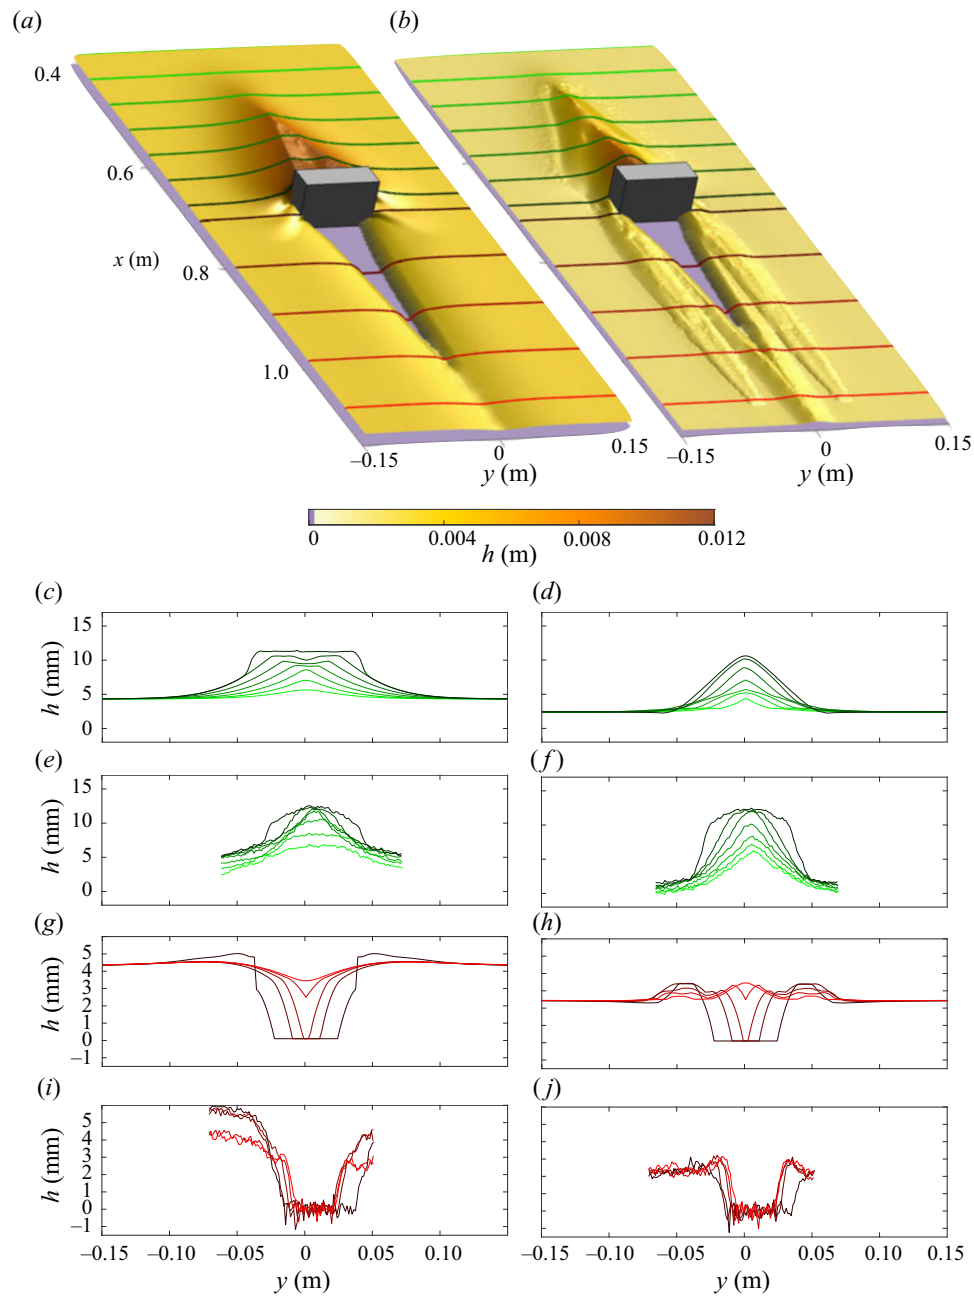 (a)
(b)
0.4
0.6
x (m)
0.8
1.0
–0.15
0
0.15
y (m)
–0.15
0
0.15
y (m)
0
0.004
0.008
0.012
h (m)
(c)
(d)
15
10
5
0
h (mm)
(e)
(f)
15
10
5
0
h (mm)
(g)
(h)
5
4
3
2
1
0
–1
h (mm)
(i)
(j)
5
4
3
2
1
0
–1
h (mm)
–0.15
–0.10
–0.05
0
0.05
0.10
–0.15
–0.10
–0.05
0
0.05
0.10
0.15
y (m)
y (m)